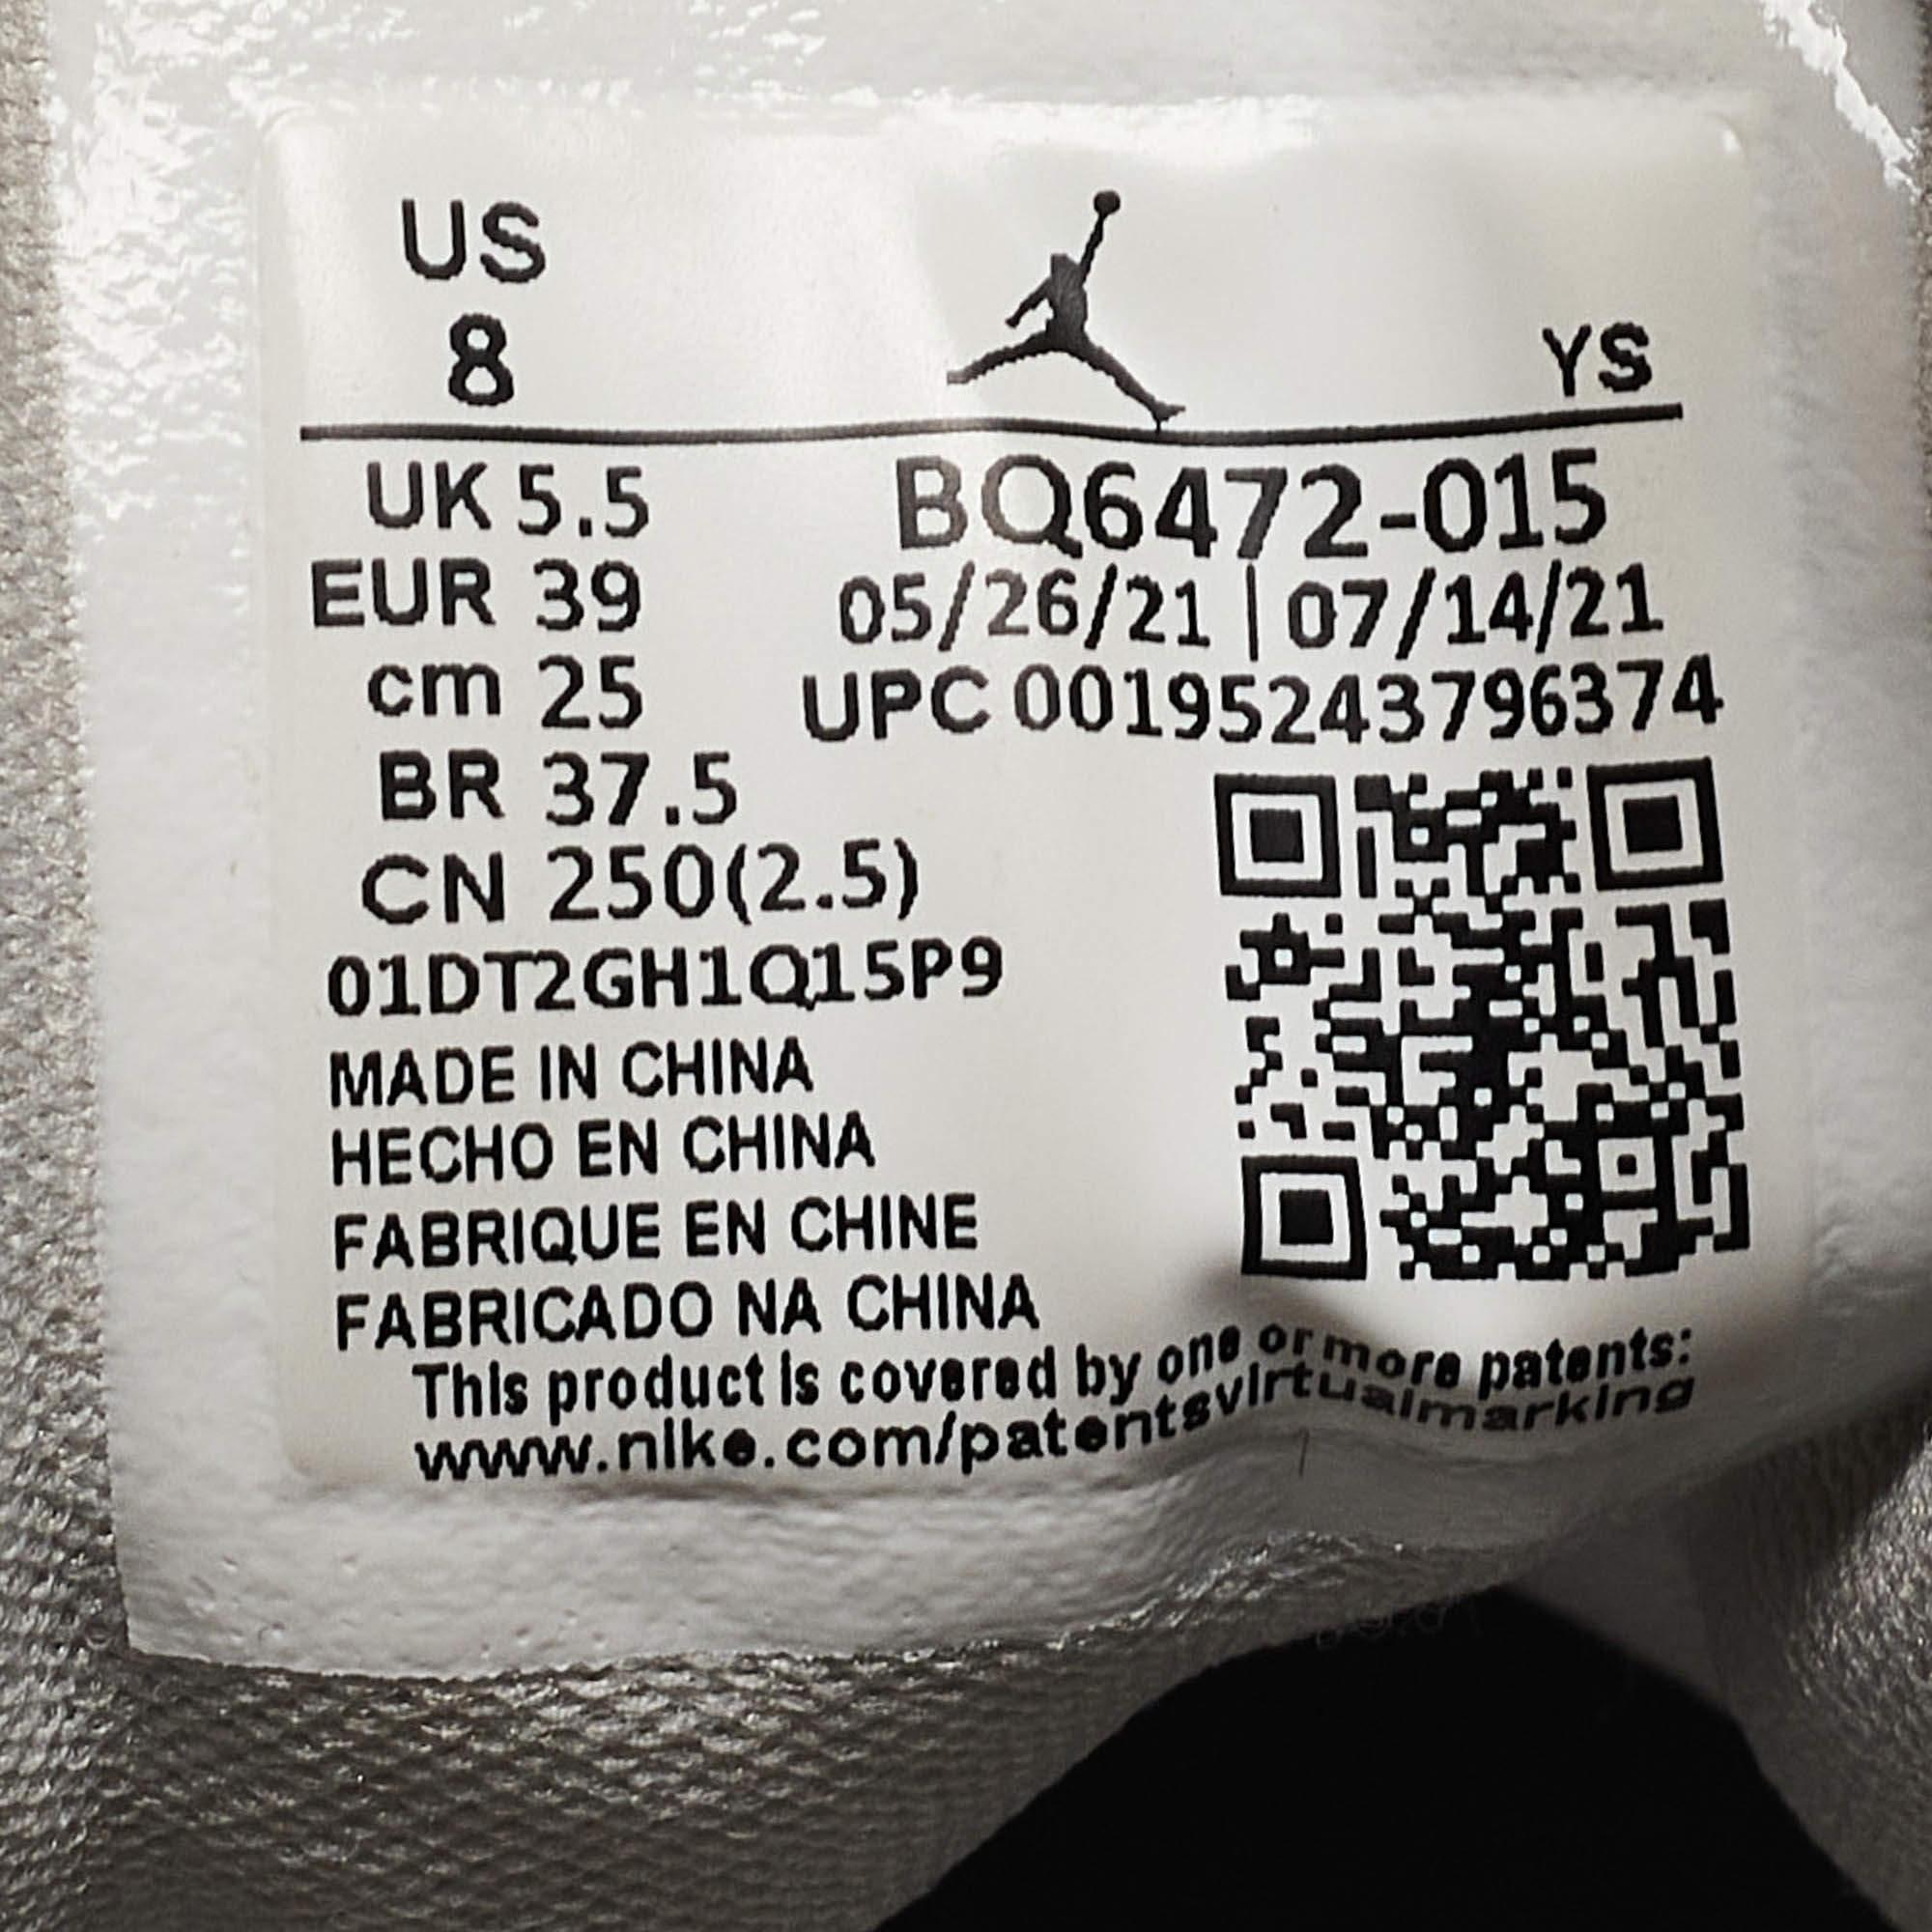 US
8
YS
UK 5.5
BQ6472-015
EUR 39
05/26/21 | 07/14/21
cm 25
UPC 00195243796374
BR 37.5
CN 250(2.5)
01DT2GH1Q15P9
MADE IN CHINA
HECHO EN CHINA
FABRIQUE EN CHINE
FABRICADO NA CHINA
This product is covered by one or more patents:
www.nike.com/patentsvirtualmarking